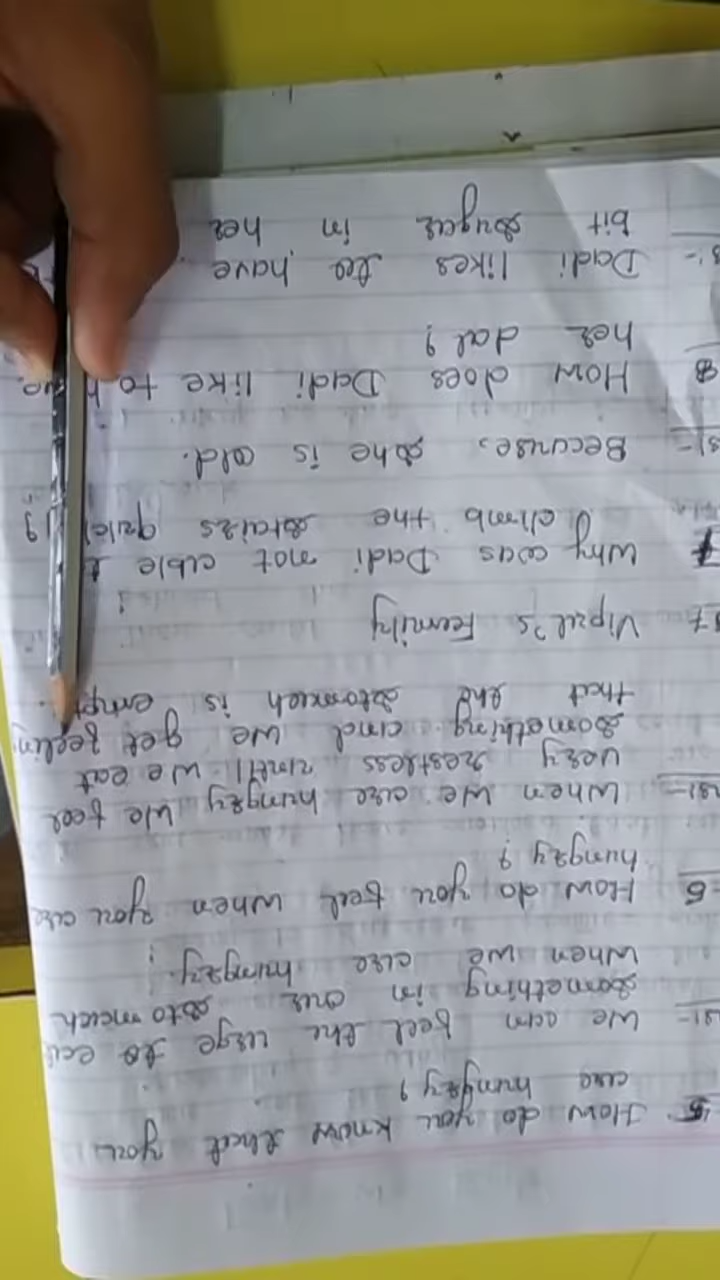 5 How do you know that you
are hungry?
We can feel the urge to eat
something in our stomach
when we are hungry.
6 How do you feel when you are
hungry?
When we are hungry we feel
very restless untill we eat
something and we get feelin
that the stomach is empt
Vipul's Family
7 Why was Dadi not able t
climb the stairs quickly?
Because, she is old.
8 How does Dadi like to have
her dal?
Dadi likes to have
bit sugar in her